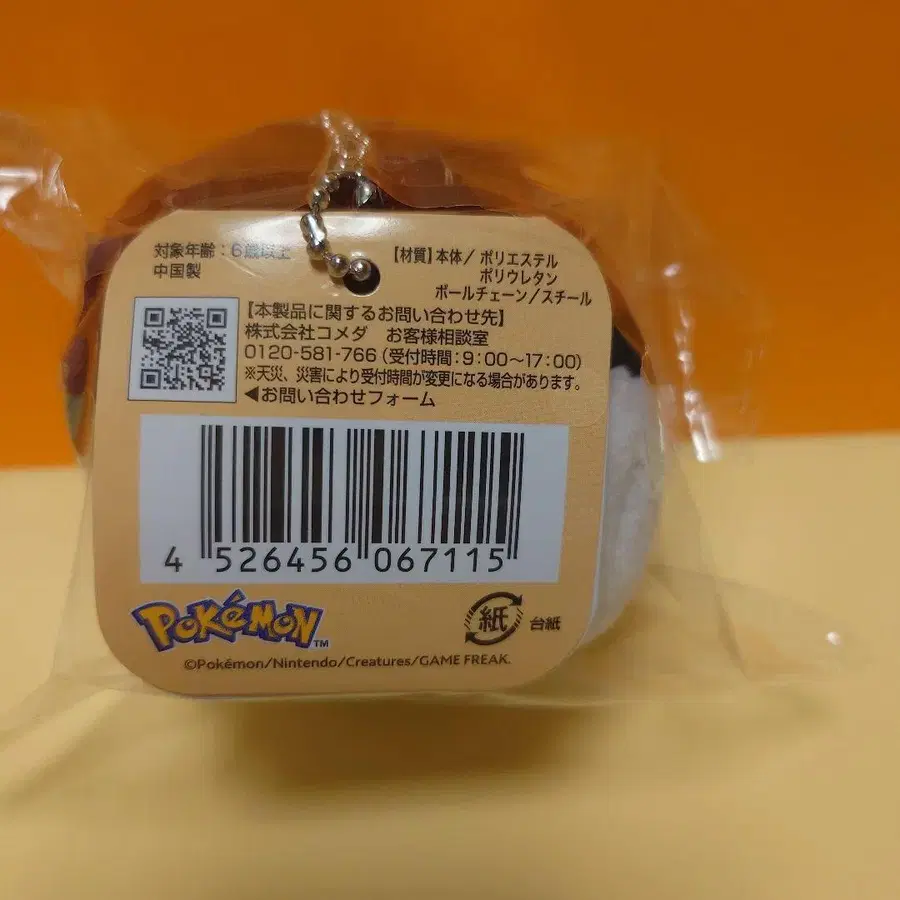 対象年齢：6歳以上
中国製
【材質】本体／ポリエステル
ポリウレタン
ボールチェーン／スチール
【本製品に関するお問い合わせ先】
株式会社コメダ　お客様相談室
0120-581-766（受付時間：9：00～17：00）
※天災、災害により受付時間が変更になる場合があります。
◀お問い合わせフォーム
4 526456 067115
POKéMON™
紙 台紙
©Pokémon/Nintendo/Creatures/GAME FREAK.